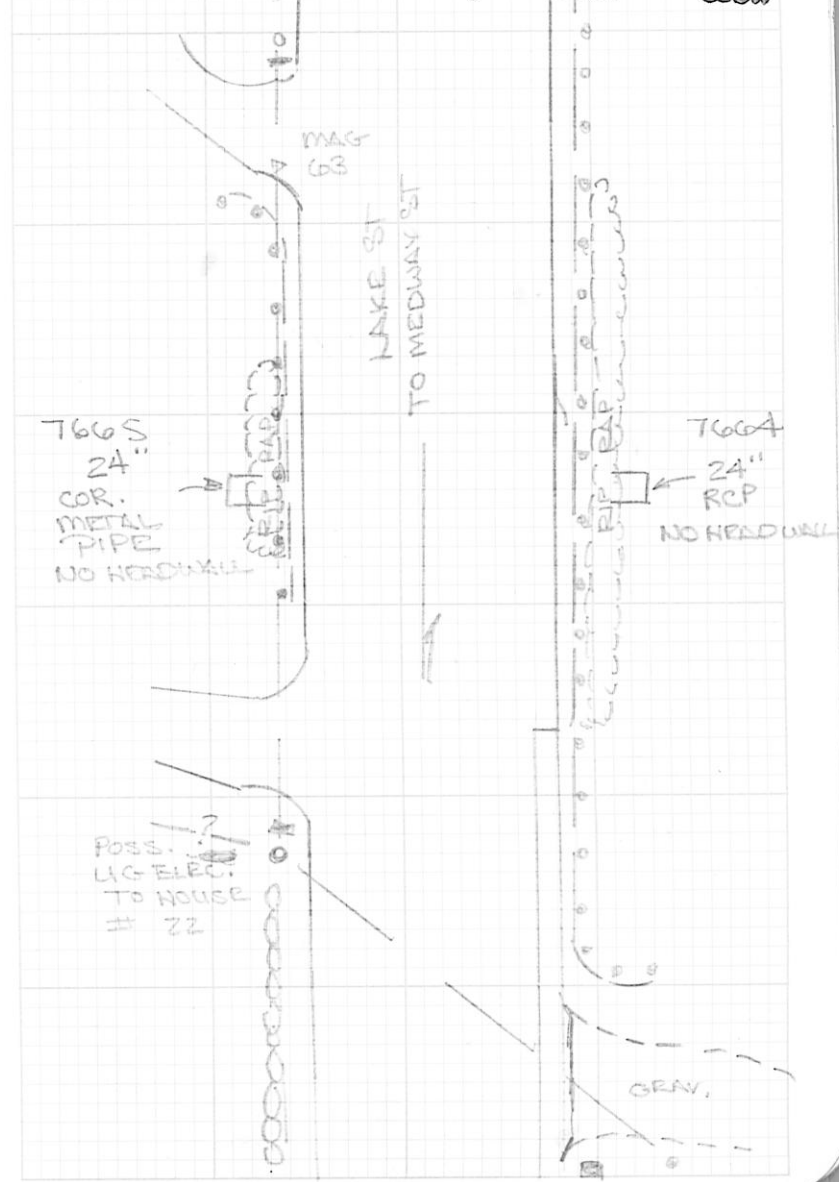 MAG
63
LAKE ST
TO MEDWAY ST
7665
24"
COR.
METAL
PIPE
NO HEADWALL
RIP RAP
RIP RAP
7664
24"
RCP
NO HEADWALL
POSS. ?
UG ELEC.
TO HOUSE
# 22
GRAV.